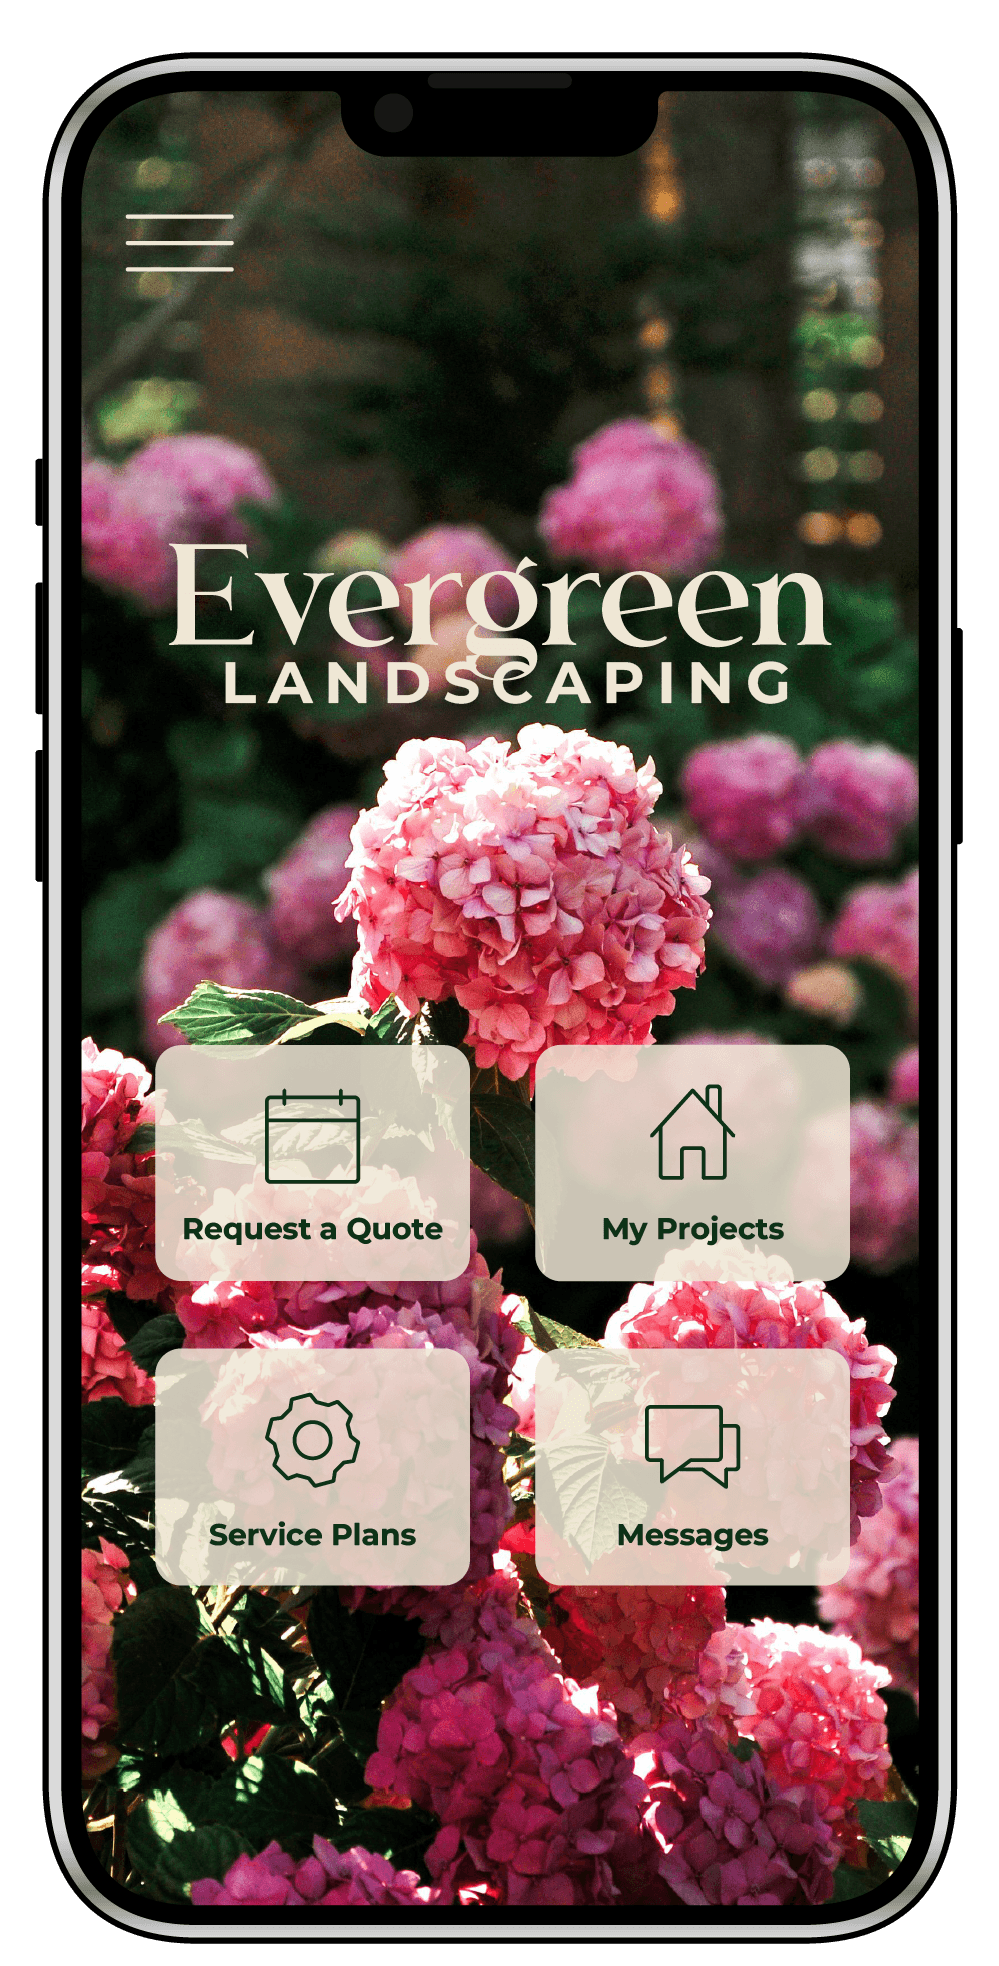 Evergreen
LANDSCAPING
Request a Quote
My Projects
Service Plans
Messages